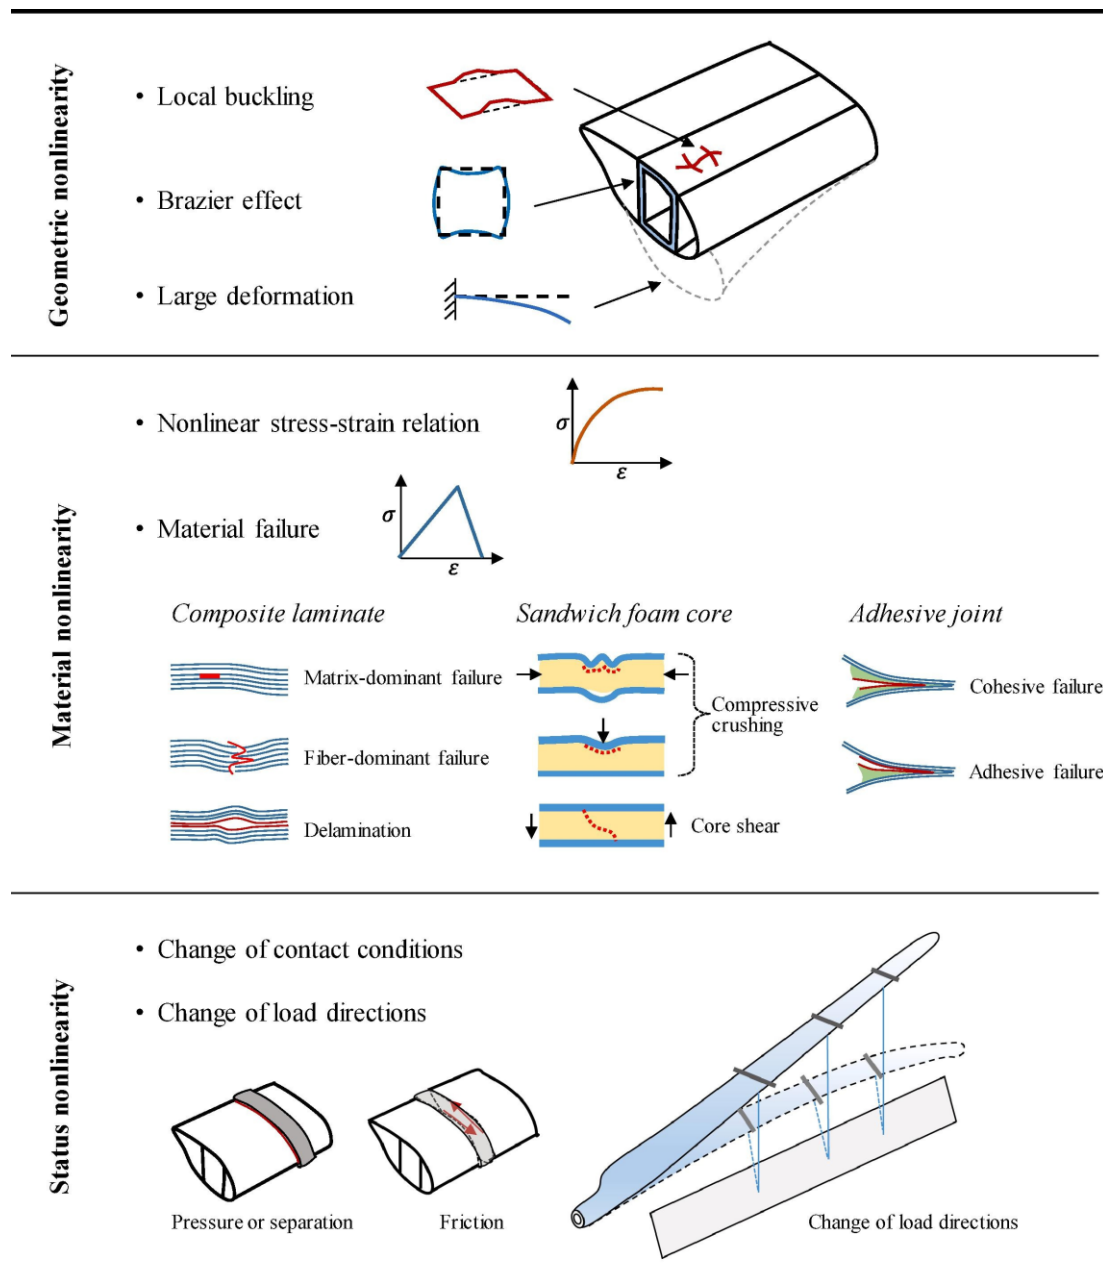 Geometric nonlinearity
• Local buckling
• Brazier effect
• Large deformation
Material nonlinearity
• Nonlinear stress-strain relation
σ
ε
• Material failure
σ
ε
Composite laminate
Matrix-dominant failure
Fiber-dominant failure
Delamination
Sandwich foam core
Compressive
crushing
Core shear
Adhesive joint
Cohesive failure
Adhesive failure
Status nonlinearity
• Change of contact conditions
• Change of load directions
Pressure or separation
Friction
Change of load directions